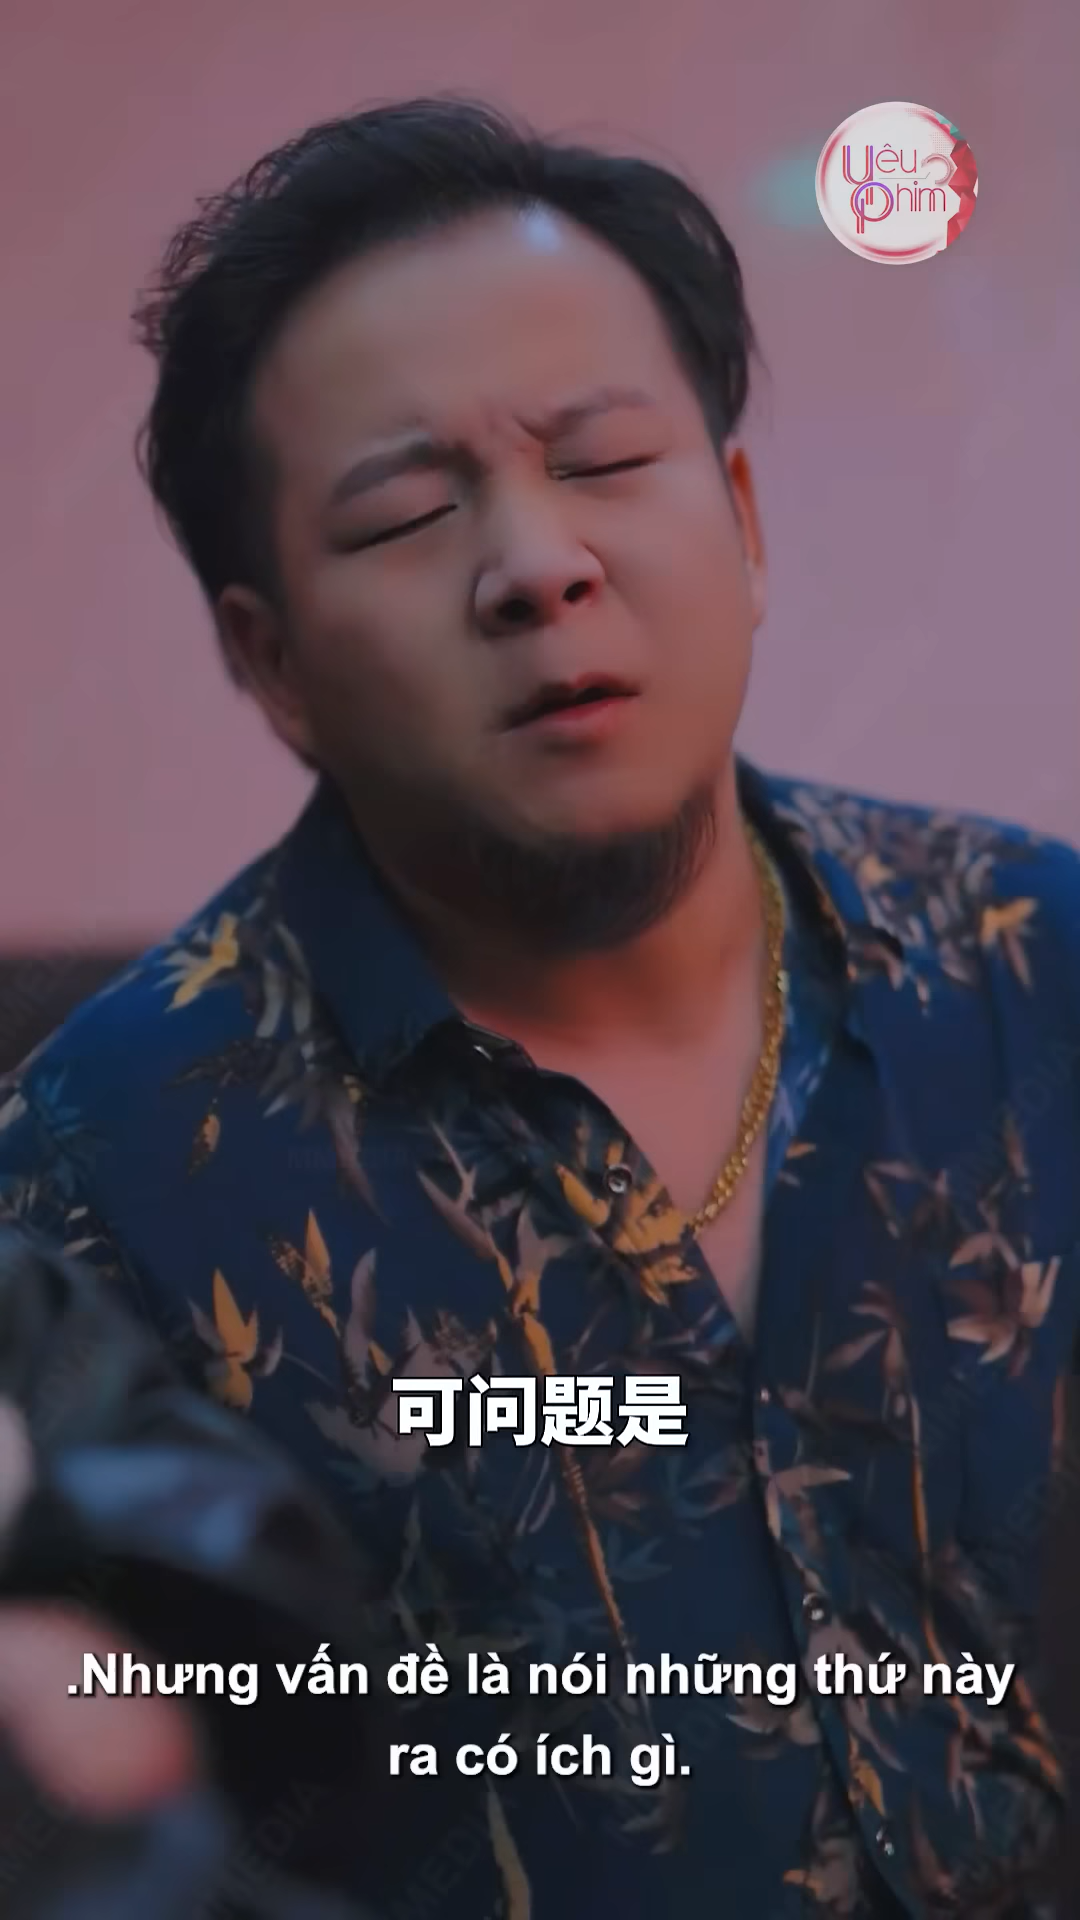 Yêu
Phim
可问题是
.Nhưng vấn đề là nói những thứ này
ra có ích gì.